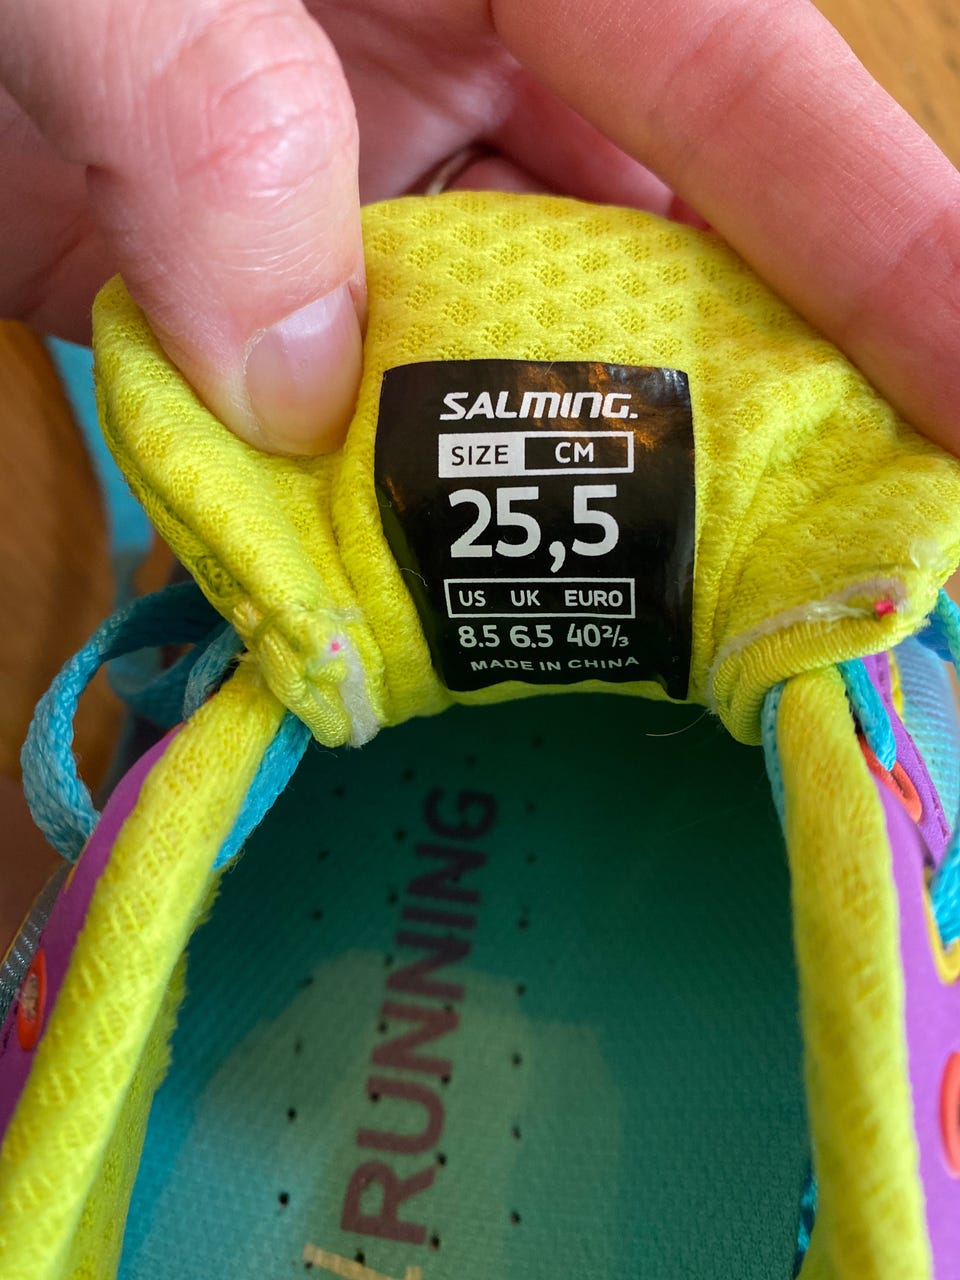 SALMING.
SIZE CM
25,5
US UK EURO
8.5 6.5 40⅔
MADE IN CHINA
RUNNING